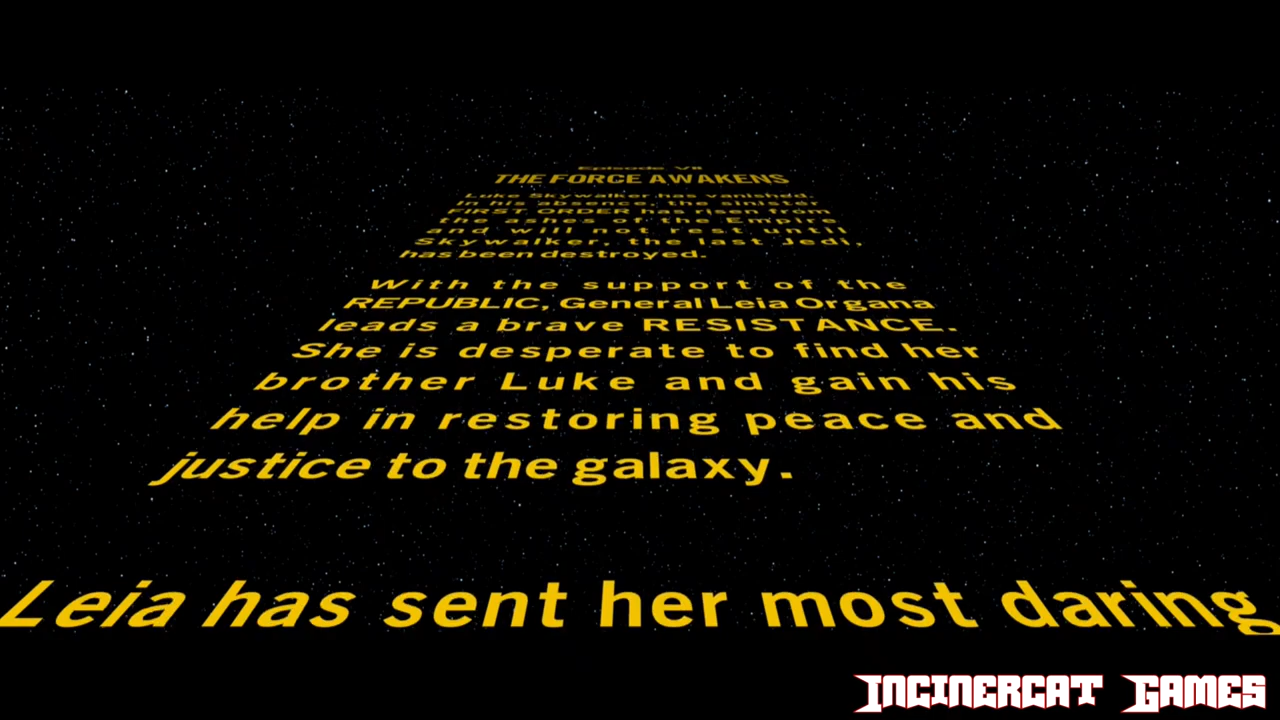 Episode VII
THE FORCE AWAKENS
Luke Skywalker has vanished.
In his absence, the sinister
FIRST ORDER has risen from
the ashes of the Empire
and will not rest until
Skywalker, the last Jedi,
has been destroyed.
With the support of the
REPUBLIC, General Leia Organa
leads a brave RESISTANCE.
She is desperate to find her
brother Luke and gain his
help in restoring peace and
justice to the galaxy.
Leia has sent her most daring
INCINERCAT GAMES